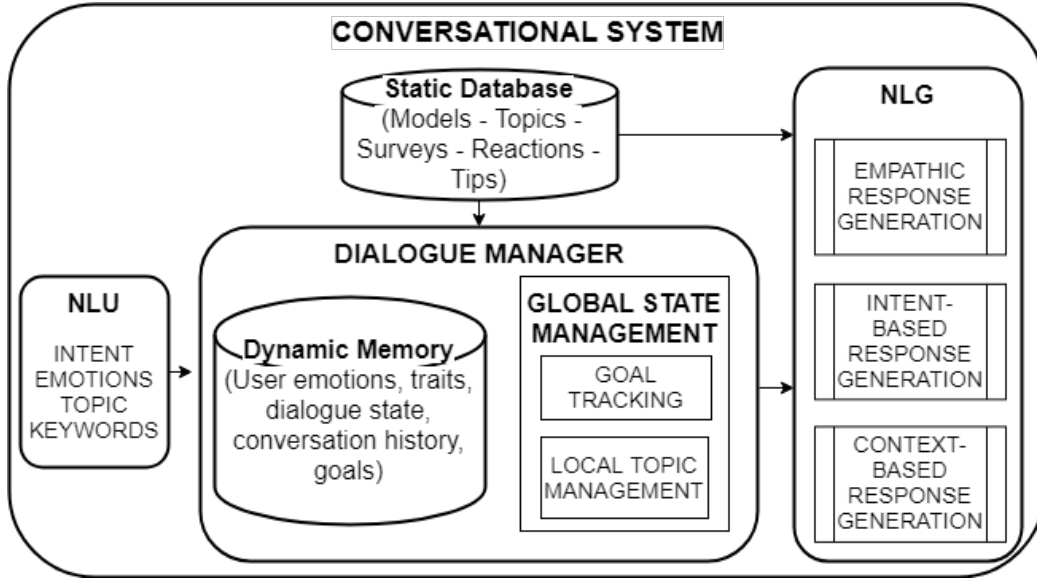 CONVERSATIONAL SYSTEM
Static Database
(Models - Topics -
Surveys - Reactions -
Tips)
NLU
INTENT
EMOTIONS
TOPIC
KEYWORDS
DIALOGUE MANAGER
Dynamic Memory
(User emotions, traits,
dialogue state,
conversation history,
goals)
GLOBAL STATE
MANAGEMENT
GOAL
TRACKING
LOCAL TOPIC
MANAGEMENT
NLG
EMPATHIC
RESPONSE
GENERATION
INTENT-
BASED
RESPONSE
GENERATION
CONTEXT-
BASED
RESPONSE
GENERATION